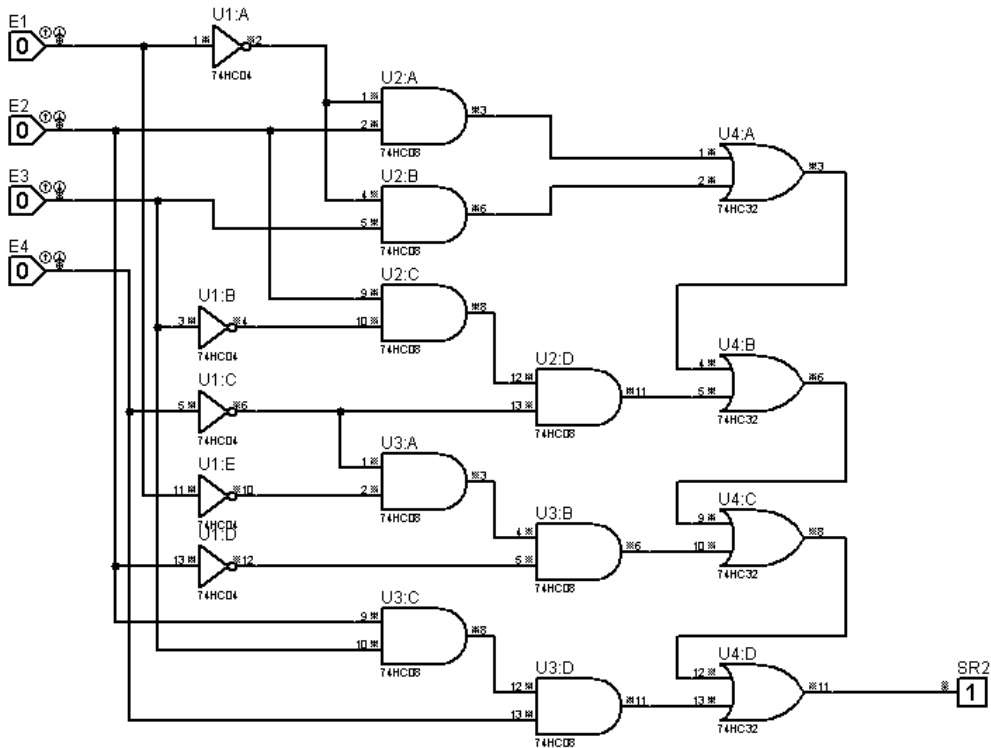 E1
0
U1:A
1 2
74HC04
E2
0
U2:A
1 3
2
74HC08
U4:A
1 3
2
74HC32
E3
0
U2:B
4 6
5
74HC08
E4
0
U2:C
9 8
10
74HC08
U1:B
3 4
74HC04
U2:D
12 11
13
74HC08
U4:B
4 6
5
74HC32
U1:C
5 6
74HC04
U3:A
1 3
2
74HC08
U1:E
11 10
74HC04
U3:B
4 6
5
74HC08
U4:C
9 8
10
74HC32
U1:D
13 12
74HC04
U3:C
9 8
10
74HC08
U3:D
12 11
13
74HC08
U4:D
12 11
13
74HC32
SR2
1